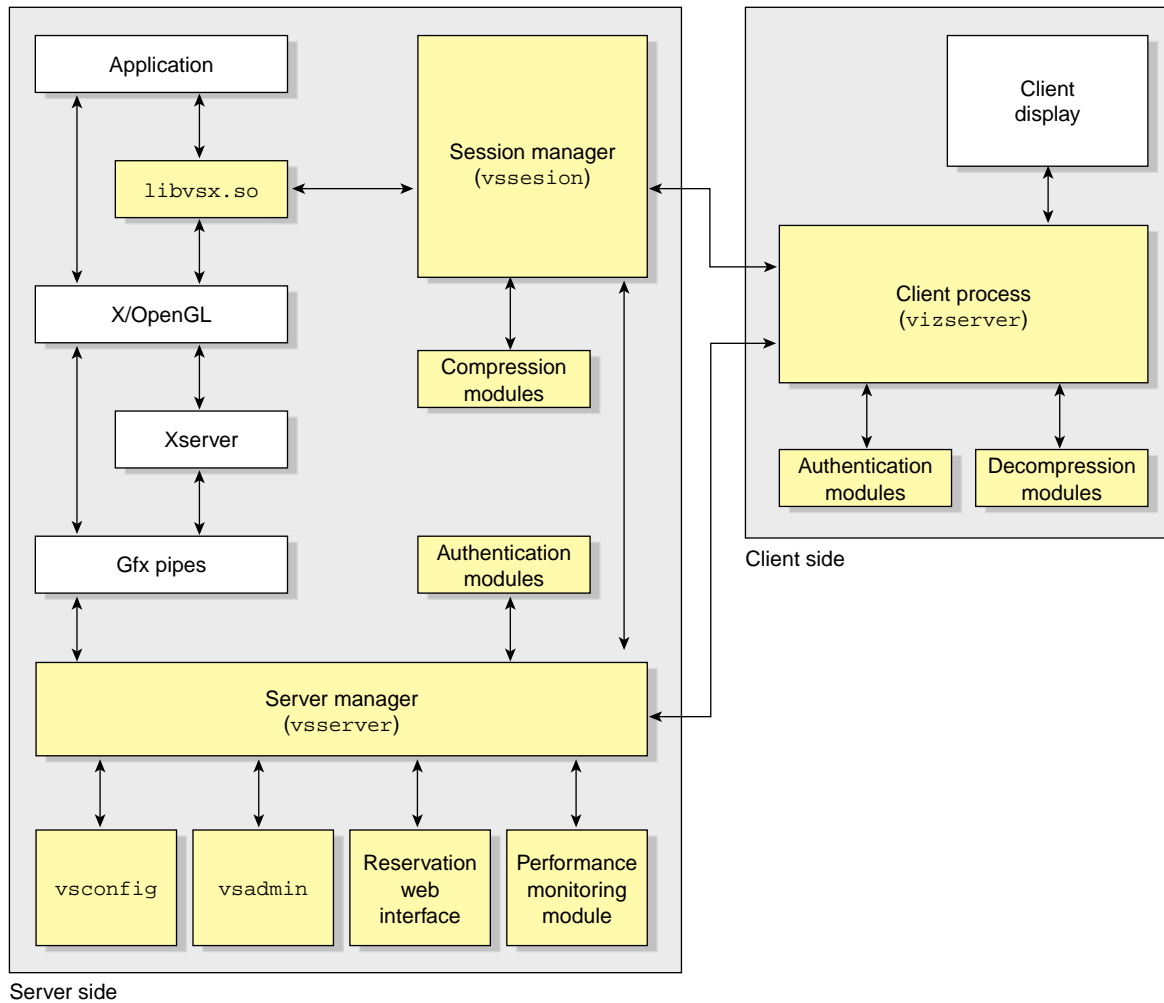 Application
libvsx.so
X/OpenGL
Xserver
Gfx pipes
Session manager
(vssesion)
Compression
modules
Authentication
modules
Server manager
(vsserver)
vsconfig
vsadmin
Reservation
web
interface
Performance
monitoring
module
Server side
Client
display
Client process
(vizserver)
Authentication
modules
Decompression
modules
Client side